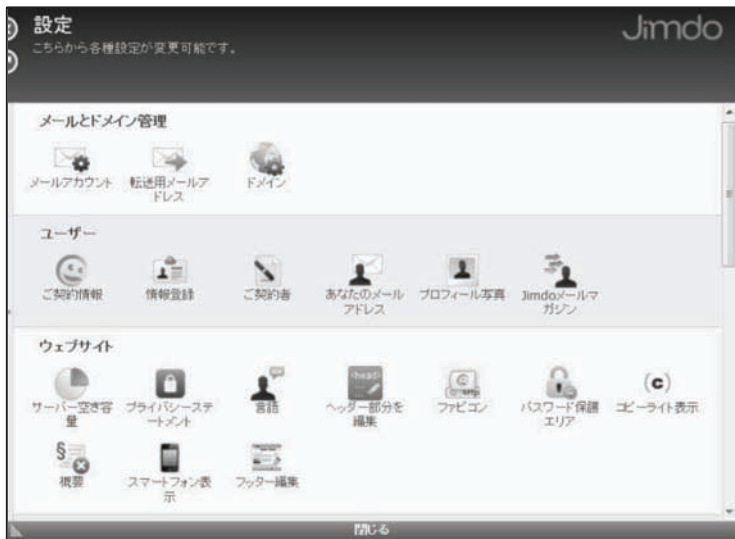 設定
Jimdo
こちらから各種設定が変更可能です。
メールとドメイン管理
メールアカウント
転送用メールア
ドレス
ドメイン
ユーザー
ご契約情報
情報登録
ご契約者
あなたのメール
アドレス
プロフィール写真
Jimdoメールマ
ガジン
ウェブサイト
サーバー空き容
量
プライバシーステ
ートメント
言語
<head>
ヘッダー部分を
編集
ファビコン
パスワード保護
エリア
(c)
コピーライト表示
§
概要
スマートフォン表
示
フッター編集
閉じる